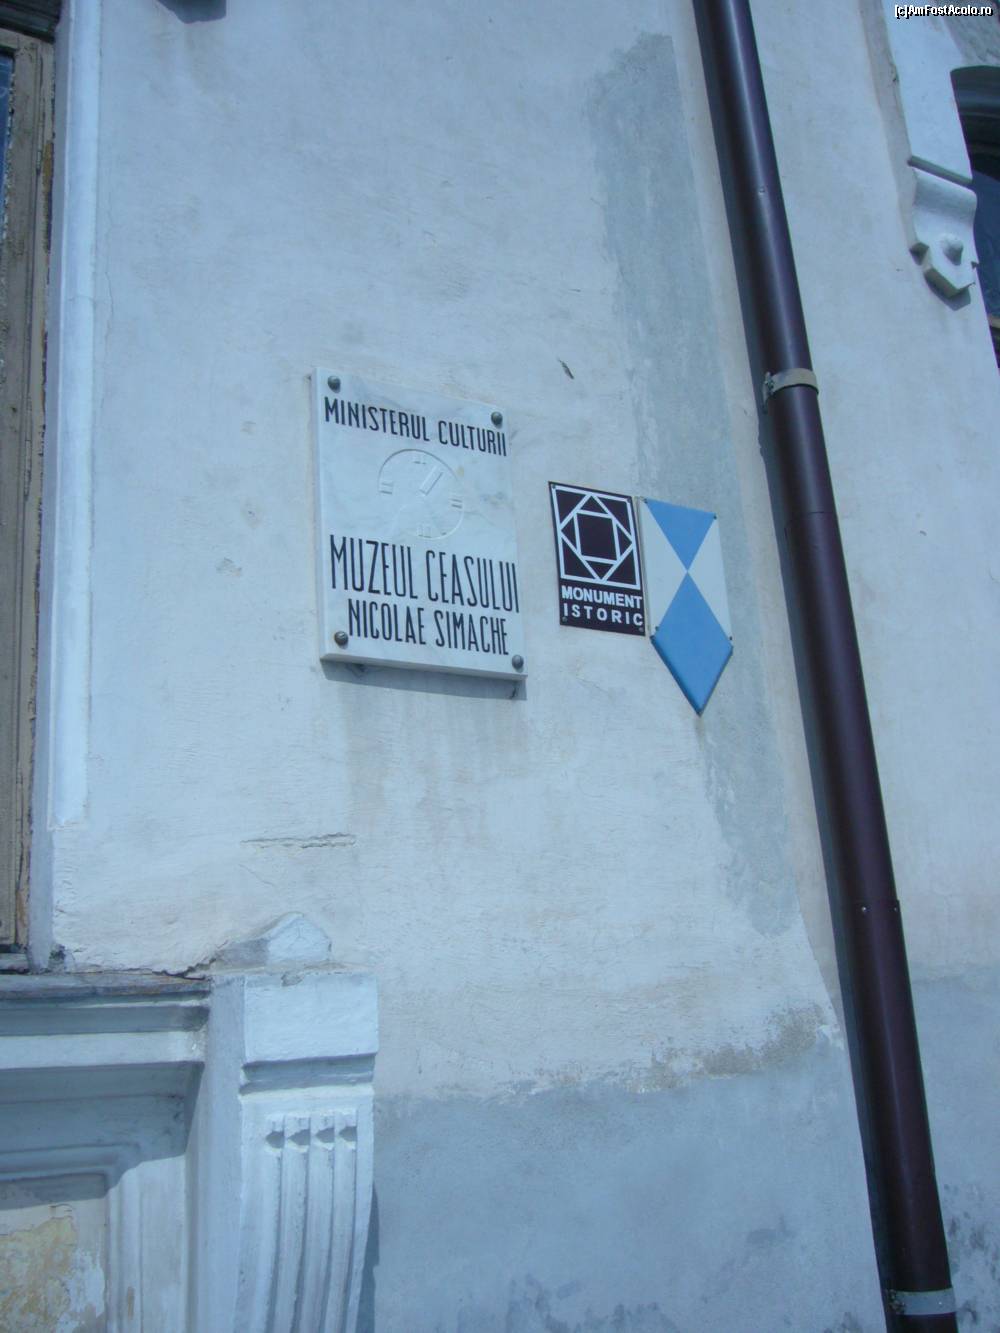 [c]AmFostAcolo.ro
MINISTERUL CULTURII
MUZEUL CEASULUI
NICOLAE SIMACHE
MONUMENT
ISTORIC